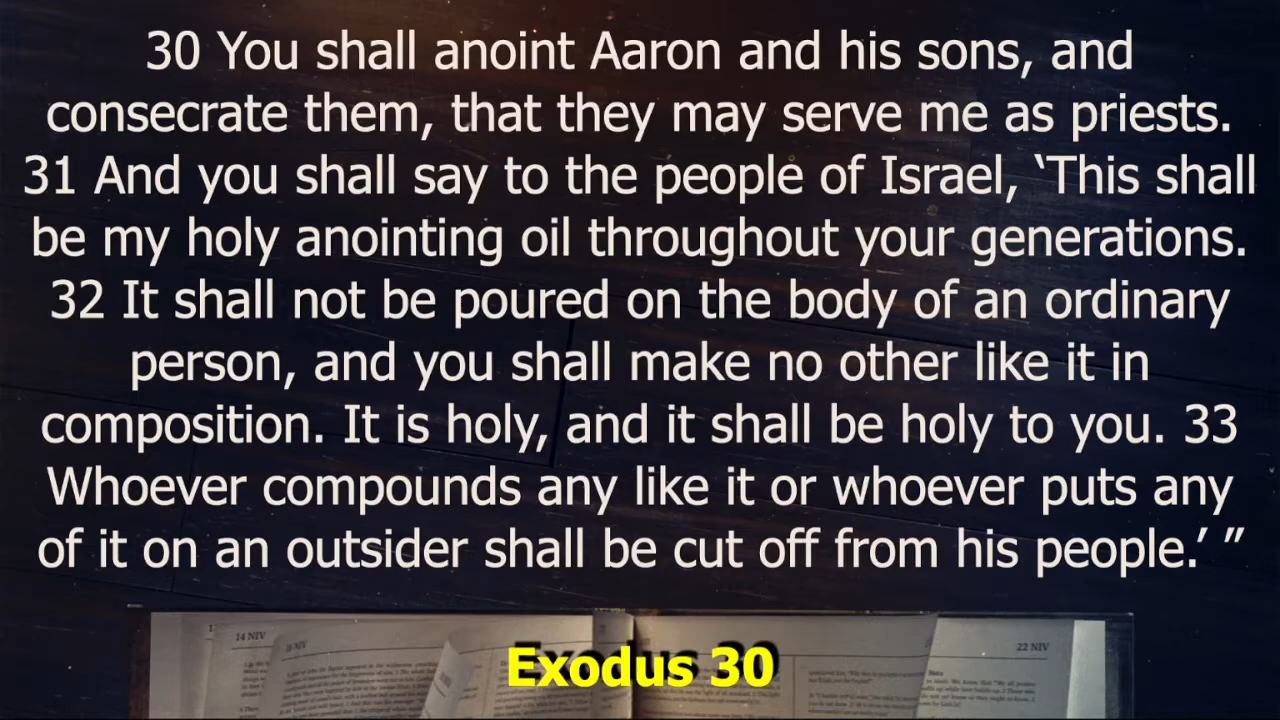 30 You shall anoint Aaron and his sons, and
consecrate them, that they may serve me as priests.
31 And you shall say to the people of Israel, ‘This shall
be my holy anointing oil throughout your generations.
32 It shall not be poured on the body of an ordinary
person, and you shall make no other like it in
composition. It is holy, and it shall be holy to you. 33
Whoever compounds any like it or whoever puts any
of it on an outsider shall be cut off from his people.’ ”
14 NIV
22 NIV
Exodus 30